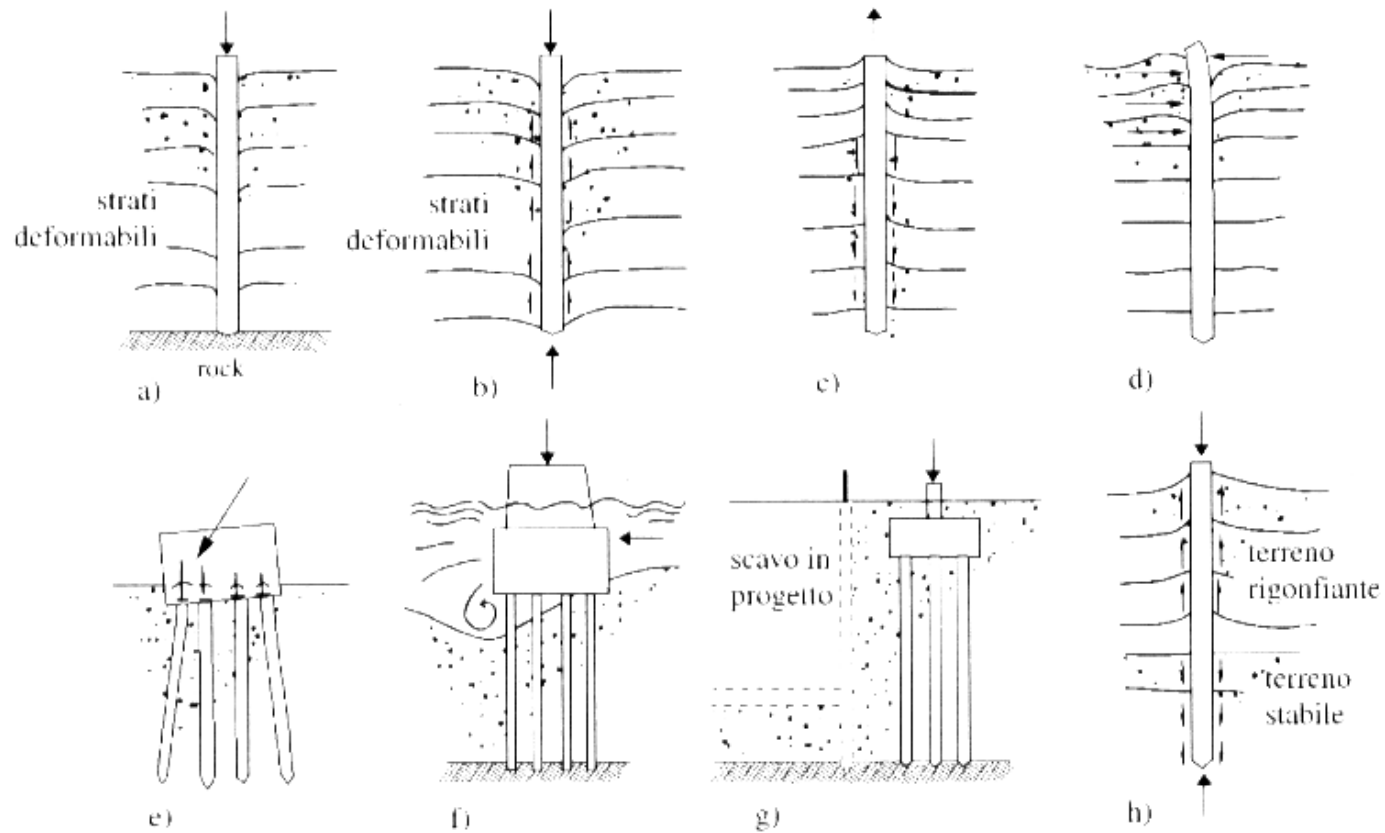 strati
deformabili
rock
a)
strati
deformabili
b)
c)
d)
e)
f)
scavo in
progetto
g)
terreno
rigonfiante
terreno
stabile
h)